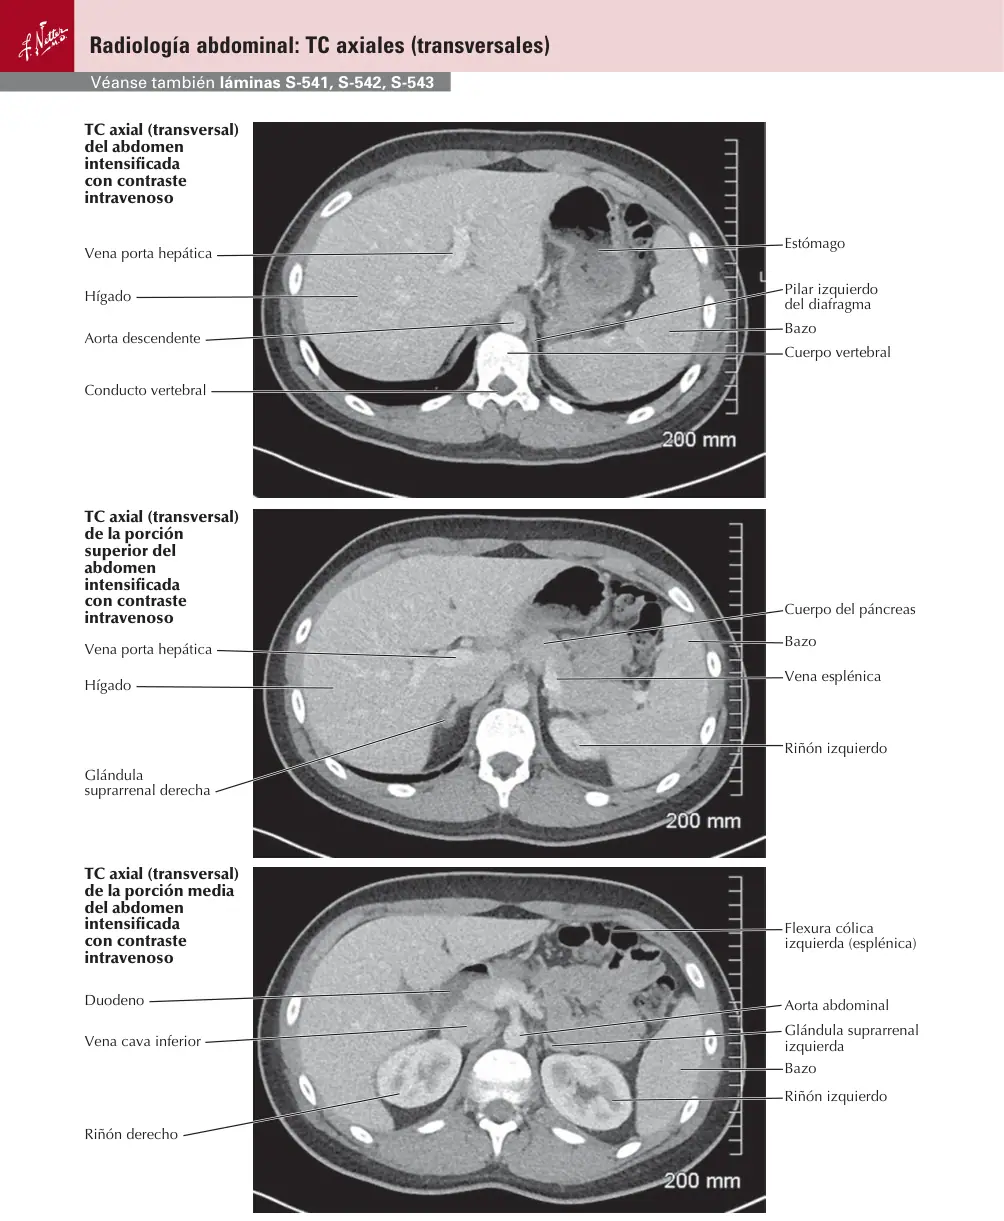 F. Netter
M.D.
Radiología abdominal: TC axiales (transversales)
Véanse también láminas S-541, S-542, S-543
TC axial (transversal)
del abdomen
intensificada
con contraste
intravenoso
Vena porta hepática
Hígado
Aorta descendente
Conducto vertebral
Estómago
Pilar izquierdo
del diafragma
Bazo
Cuerpo vertebral
L
200 mm
TC axial (transversal)
de la porción
superior del
abdomen
intensificada
con contraste
intravenoso
Vena porta hepática
Hígado
Glándula
suprarrenal derecha
Cuerpo del páncreas
Bazo
Vena esplénica
Riñón izquierdo
200 mm
TC axial (transversal)
de la porción media
del abdomen
intensificada
con contraste
intravenoso
Duodeno
Vena cava inferior
Riñón derecho
Flexura cólica
izquierda (esplénica)
Aorta abdominal
Glándula suprarrenal
izquierda
Bazo
Riñón izquierdo
200 mm